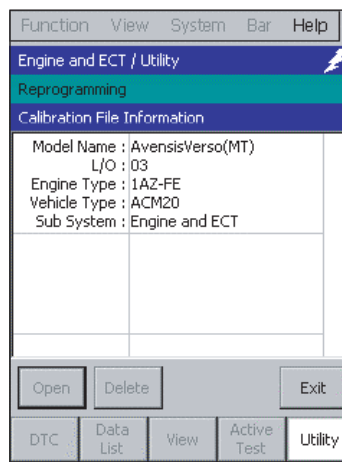 Function View System Bar Help
Engine and ECT / Utility
Reprogramming
Calibration File Information
Model Name : AvensisVerso(MT)
L/O : 03
Engine Type : 1AZ-FE
Vehicle Type : ACM20
Sub System : Engine and ECT
Open Delete Exit
DTC Data List View Active Test Utility